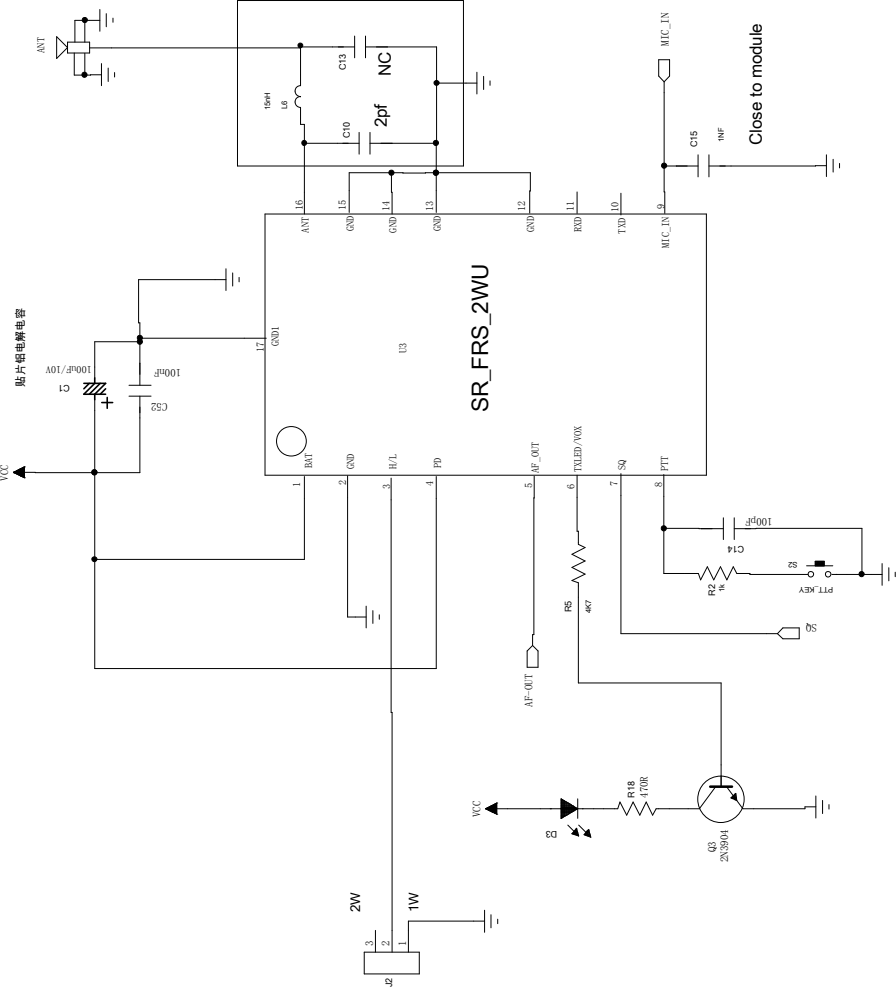 ANT
C13
NC
15nH
L6
C10
2pf
MIC_IN
C15
1NF
Close to module
16
15
14
13
12
11
10
9
ANT
GND
GND
GND
GND
RXD
TXD
MIC_IN
贴片铝电解电容
100uF/10V
C1
100nF
C52
VCC
17
GND1
U3
SR_FRS_2WU
BAT
GND
H/L
PD
AF_OUT
TXLED/VOX
SQ
PTT
1
2
3
4
5
6
7
8
100pF
C14
R2
1k
S2
PTT_KEY
R5
4K7
SQ
AF-OUT
VCC
D3
R18
470R
Q3
2N3904
2W
1W
3
2
1
J2